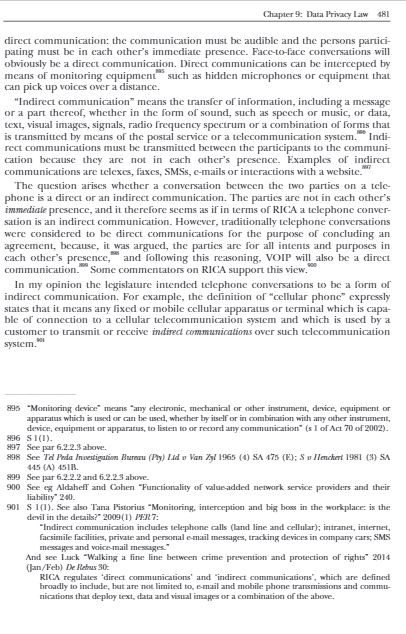 Chapter 9: Data Privacy Law 481
direct communication: the communication must be audible and the persons partici-
pating must be in each other's immediate presence. Face-to-face conversations will
obviously be a direct communication. Direct communications can be intercepted by
means of monitoring equipment895 such as hidden microphones or equipment that
can pick up voices over a distance.
"Indirect communication" means the transfer of information, including a message
or a part thereof, whether in the form of sound, such as speech or music, or data,
text, visual images, signals, radio frequency spectrum or a combination of forms that
is transmitted by means of the postal service or a telecommunication system.896 Indi-
rect communications must be transmitted between the participants to the communi-
cation because they are not in each other's presence. Examples of indirect
communications are telexes, faxes, SMSs, e-mails or interactions with a website.897
The question arises whether a conversation between the two parties on a tele-
phone is a direct or an indirect communication. The parties are not in each other's
immediate presence, and it therefore seems as if in terms of RICA a telephone conver-
sation is an indirect communication. However, traditionally telephone conversations
were considered to be direct communications for the purpose of concluding an
agreement, because, it was argued, the parties are for all intents and purposes in
each other's presence,898 and following this reasoning, VOIP will also be a direct
communication.899 Some commentators on RICA support this view.900
In my opinion the legislature intended telephone conversations to be a form of
indirect communication. For example, the definition of "cellular phone" expressly
states that it means any fixed or mobile cellular apparatus or terminal which is capa-
ble of connection to a cellular telecommunication system and which is used by a
customer to transmit or receive indirect communications over such telecommunication
system.901
895 "Monitoring device" means "any electronic, mechanical or other instrument, device, equipment or
apparatus which is used or can be used, whether by itself or in combination with any other instrument,
device, equipment or apparatus, to listen to or record any communication" (s 1 of Act 70 of 2002).
896 S 1(1).
897 See par 6.2.2.3 above.
898 See Tel Peda Investigation Bureau (Pty) Ltd v Van Zyl 1965 (4) SA 475 (E); S v Henckert 1981 (3) SA
445 (A) 451B.
899 See par 6.2.2.2 and 6.2.2.3 above.
900 See eg Aldaheff and Cohen "Functionality of value-added network service providers and their
liability" 240.
901 S 1(1). See also Tana Pistorius "Monitoring, interception and big boss in the workplace: is the
devil in the details?" 2009(1) PER 7:
"Indirect communication includes telephone calls (land line and cellular); intranet, internet,
facsimile facilities, private and personal e-mail messages, tracking devices in company cars; SMS
messages and voice-mail messages."
And see Luck "Walking a fine line between crime prevention and protection of rights" 2014
(Jan/Feb) De Rebus 30:
RICA regulates 'direct communications' and 'indirect communications', which are defined
broadly to include, but are not limited to, e-mail and mobile phone transmissions and commu-
nications that deploy text, data and visual images or a combination of the above.